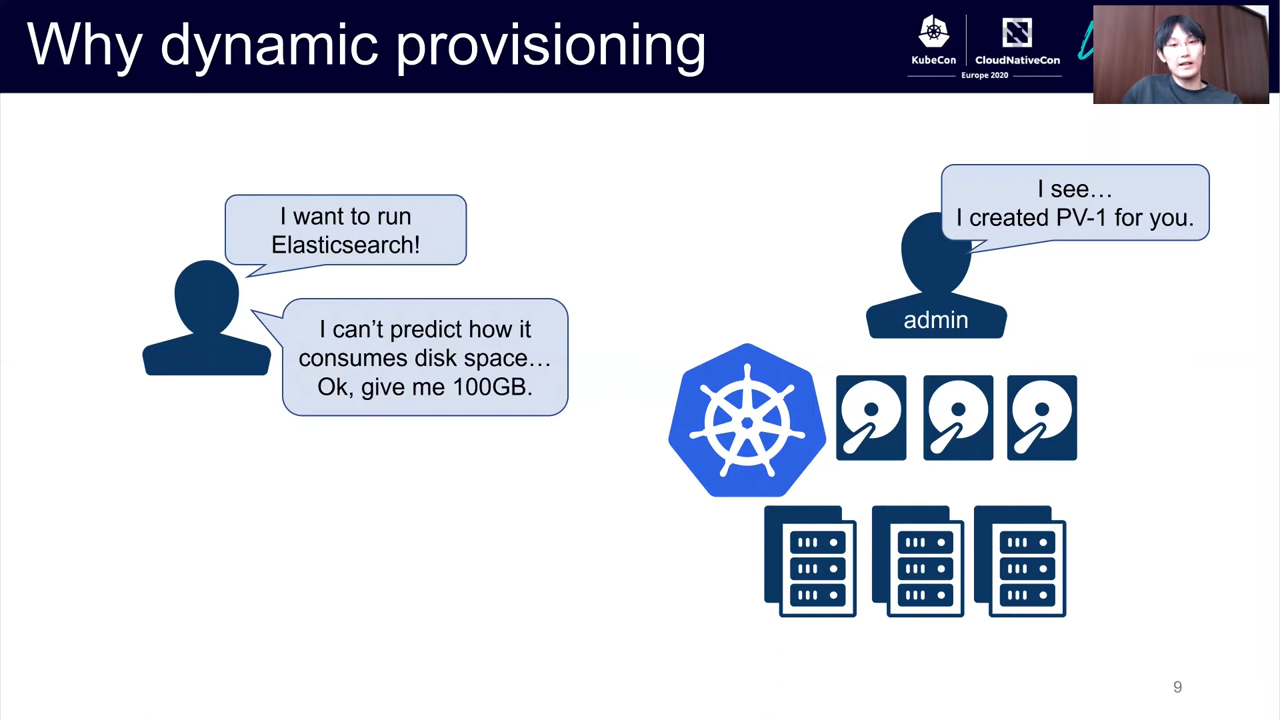 Why dynamic provisioning
KubeCon
CloudNativeCon
Europe 2020
I want to run
Elasticsearch!
I can’t predict how it
consumes disk space…
Ok, give me 100GB.
I see…
I created PV-1 for you.
admin
9